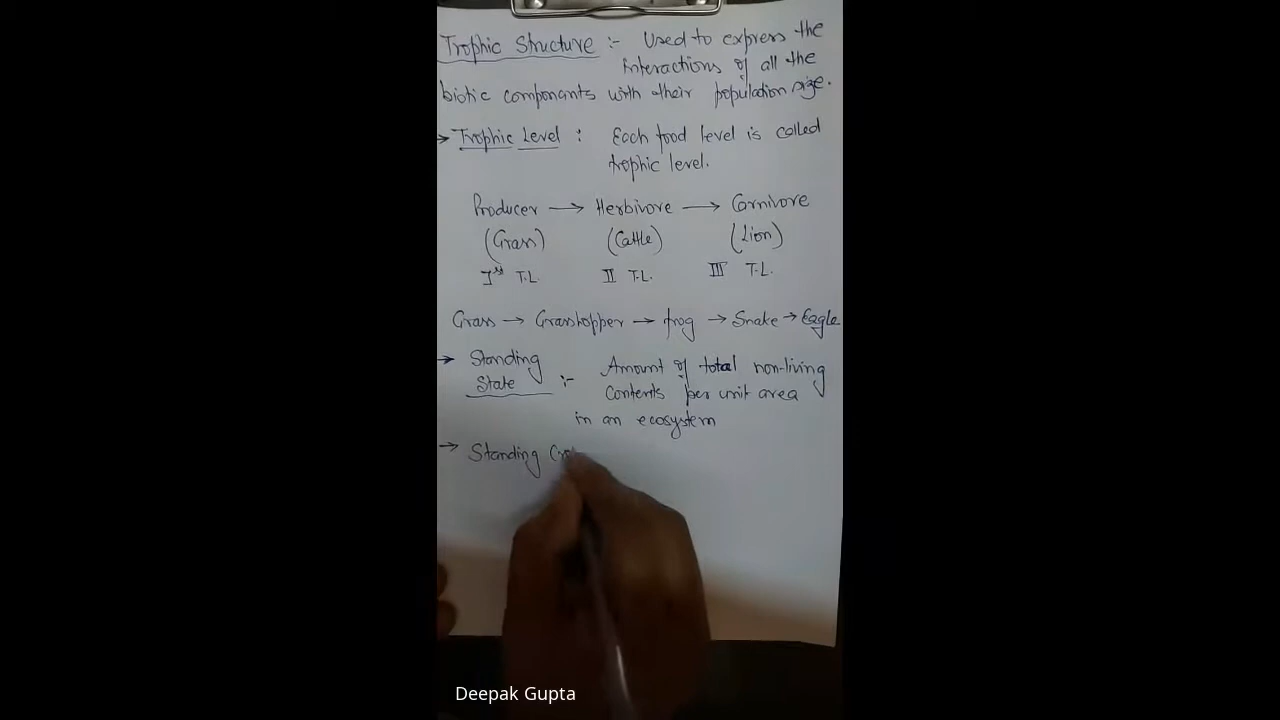 Trophic Structure :- Used to express the
interactions of all the
biotic componants with their population size.
→ Trophic Level : Each food level is called
trophic level.
Producer → Herbivore → Carnivore
(Grass) (Cattle) (Lion)
Ist T.L. II T.L. III T.L.
Grass → Grasshopper → frog → Snake → Eagle
→ Standing
State :- Amount of total non-living
Contents per unit area
in an ecosystem
→ Standing Cro
Deepak Gupta